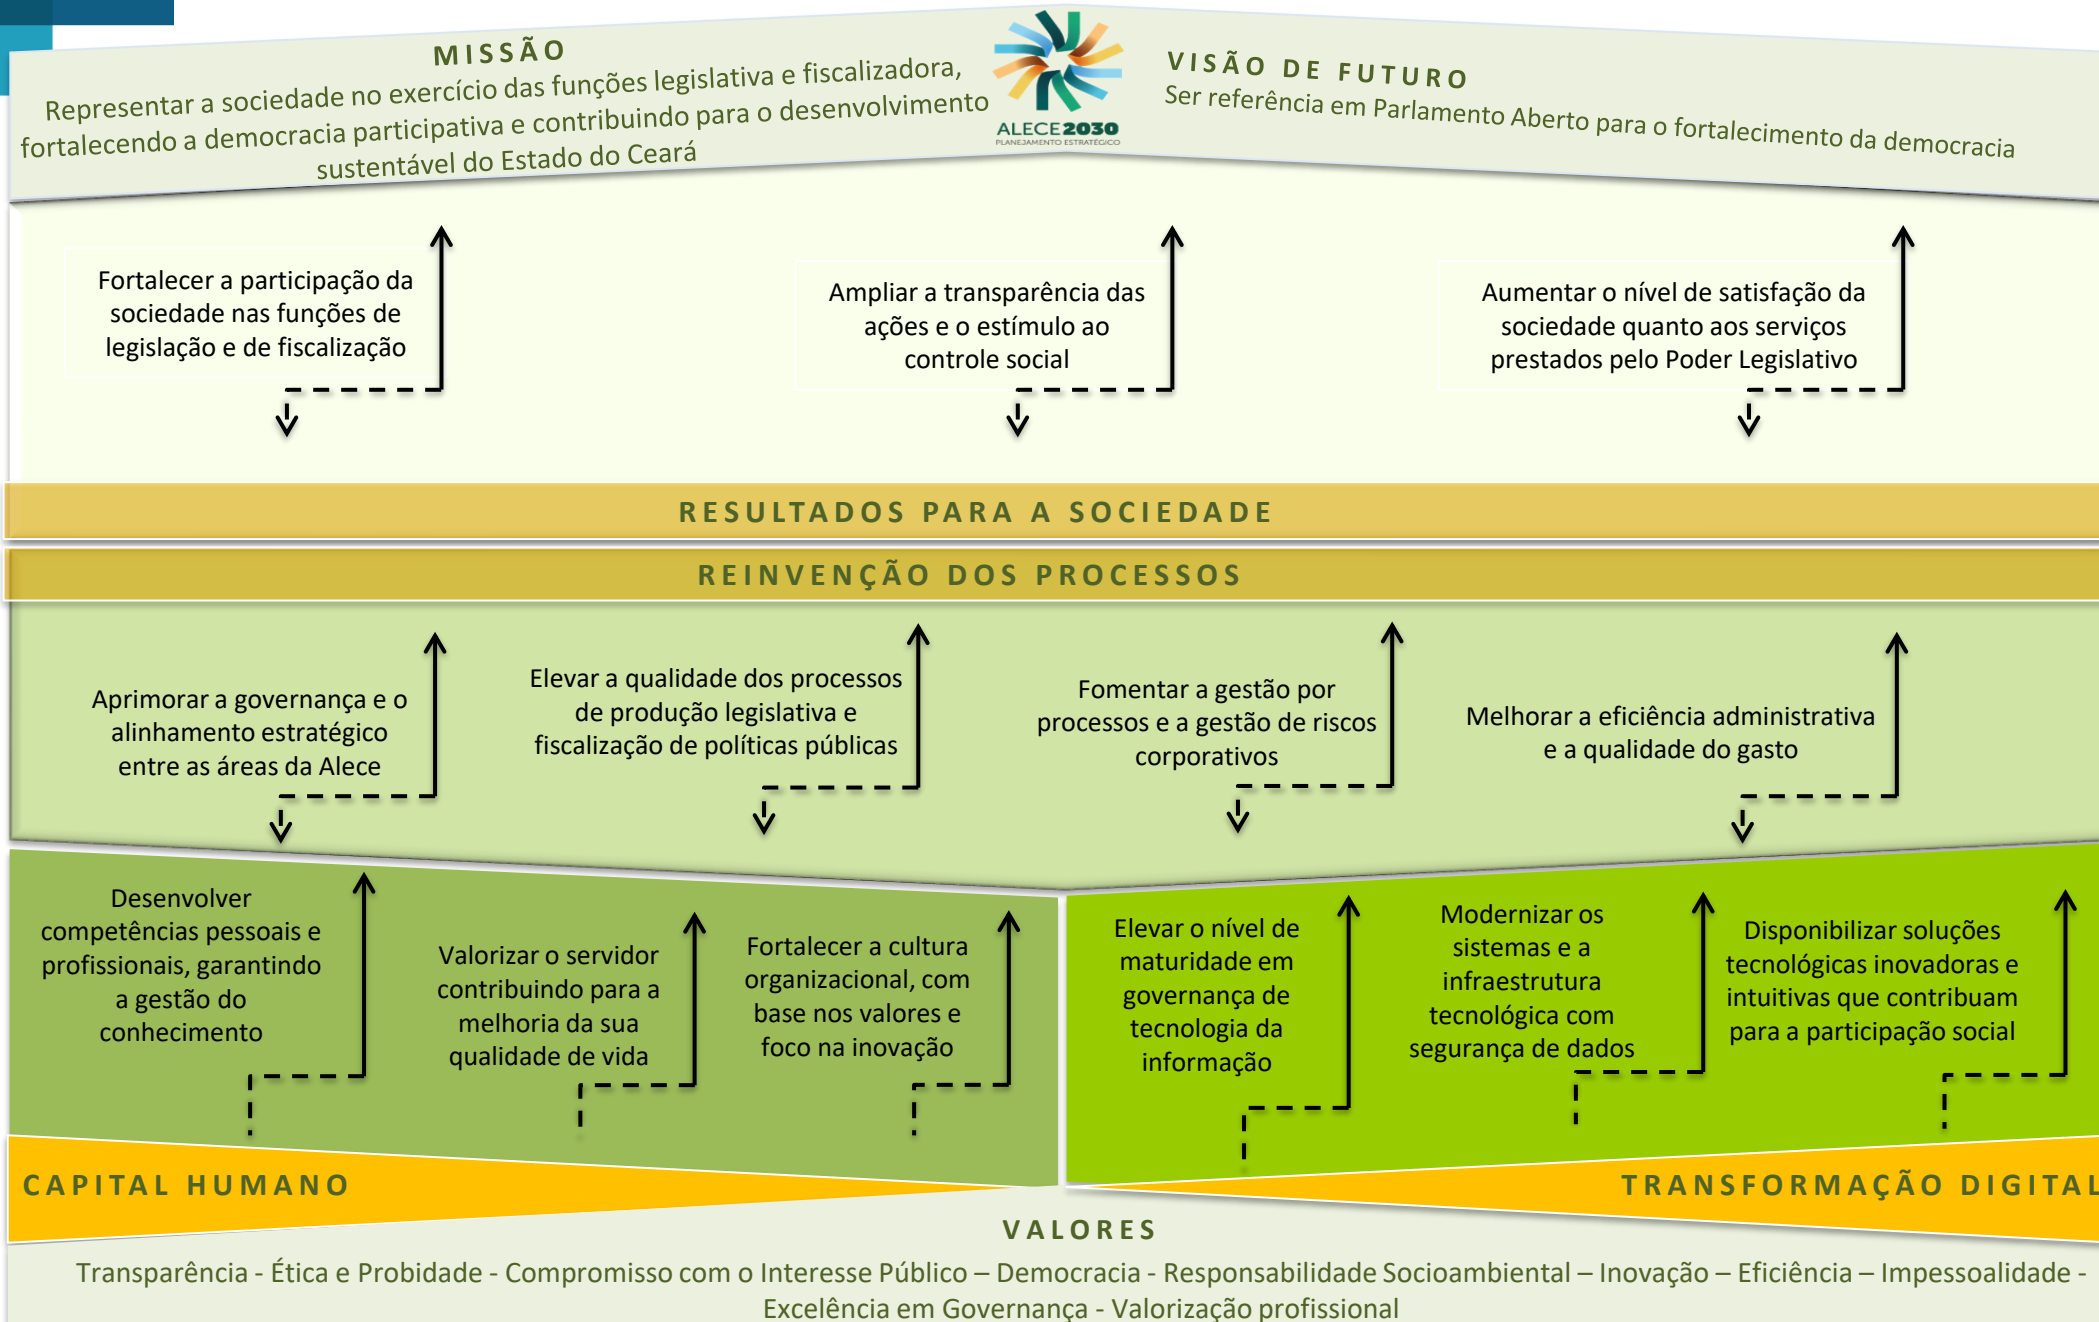 MISSÃO
Representar a sociedade no exercício das funções legislativa e fiscalizadora,
fortalecendo a democracia participativa e contribuindo para o desenvolvimento
sustentável do Estado do Ceará
ALECE2030
PLANEJAMENTO ESTRATÉGICO
VISÃO DE FUTURO
Ser referência em Parlamento Aberto para o fortalecimento da democracia
Fortalecer a participação da
sociedade nas funções de
legislação e de fiscalização
Ampliar a transparência das
ações e o estímulo ao
controle social
Aumentar o nível de satisfação da
sociedade quanto aos serviços
prestados pelo Poder Legislativo
RESULTADOS PARA A SOCIEDADE
REINVENÇÃO DOS PROCESSOS
Aprimorar a governança e o
alinhamento estratégico
entre as áreas da Alece
Elevar a qualidade dos processos
de produção legislativa e
fiscalização de políticas públicas
Fomentar a gestão por
processos e a gestão de riscos
corporativos
Melhorar a eficiência administrativa
e a qualidade do gasto
Desenvolver
competências pessoais e
profissionais, garantindo
a gestão do
conhecimento
Valorizar o servidor
contribuindo para a
melhoria da sua
qualidade de vida
Fortalecer a cultura
organizacional, com
base nos valores e
foco na inovação
Elevar o nível de
maturidade em
governança de
tecnologia da
informação
Modernizar os
sistemas e a
infraestrutura
tecnológica com
segurança de dados
Disponibilizar soluções
tecnológicas inovadoras e
intuitivas que contribuam
para a participação social
CAPITAL HUMANO
TRANSFORMAÇÃO DIGITAL
VALORES
Transparência - Ética e Probidade - Compromisso com o Interesse Público – Democracia - Responsabilidade Socioambiental – Inovação – Eficiência – Impessoalidade -
Excelência em Governança - Valorização profissional